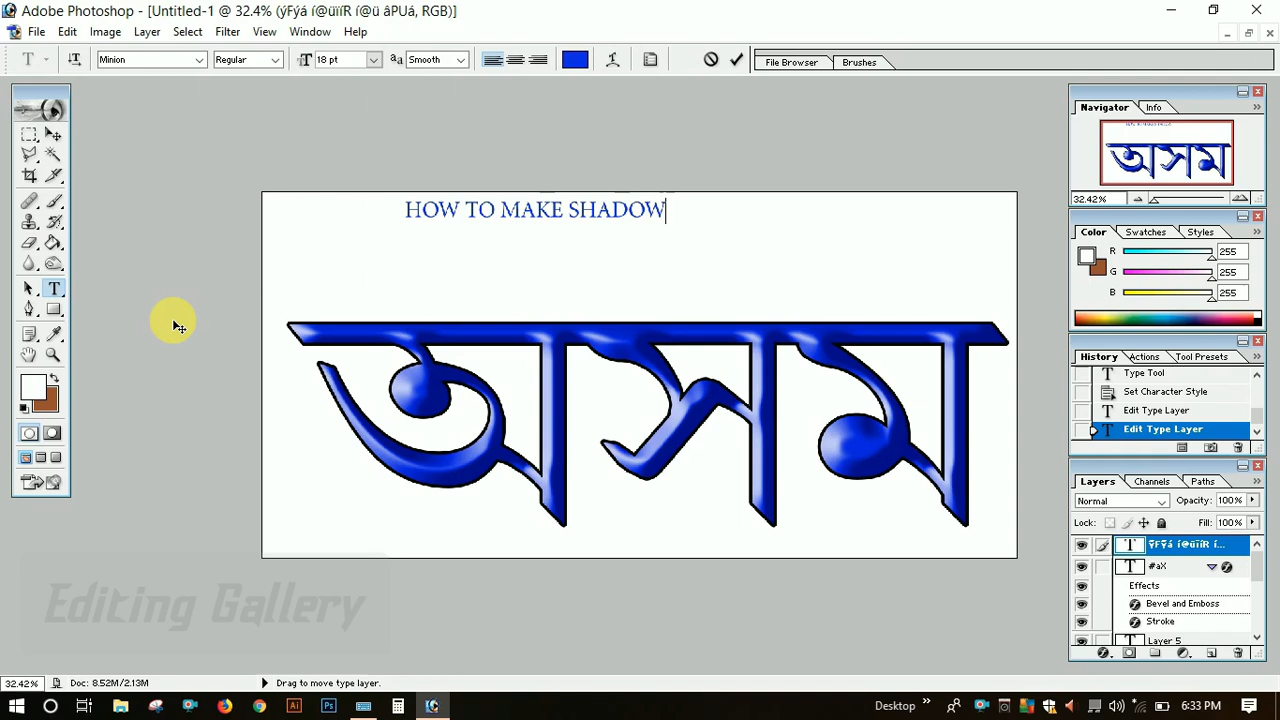 Adobe Photoshop - [Untitled-1 @ 32.4% (ýFÿá í@üïíR í@ü âPUá, RGB)]
File Edit Image Layer Select Filter View Window Help
Minion Regular 18 pt Smooth File Browser Brushes
Navigator Info
HOW TO MAKE SHADOW
অসম
32.42%
Color Swatches Styles
R 255
G 255
B 255
History Actions Tool Presets
Type Tool
Set Character Style
Edit Type Layer
Edit Type Layer
Layers Channels Paths
Normal Opacity: 100%
Lock: Fill: 100%
#aX
Effects
Bevel and Emboss
Stroke
Layer 5
Editing Gallery
32.42% Doc: 8.52M/2.13M Drag to move type layer.
Desktop 6:33 PM